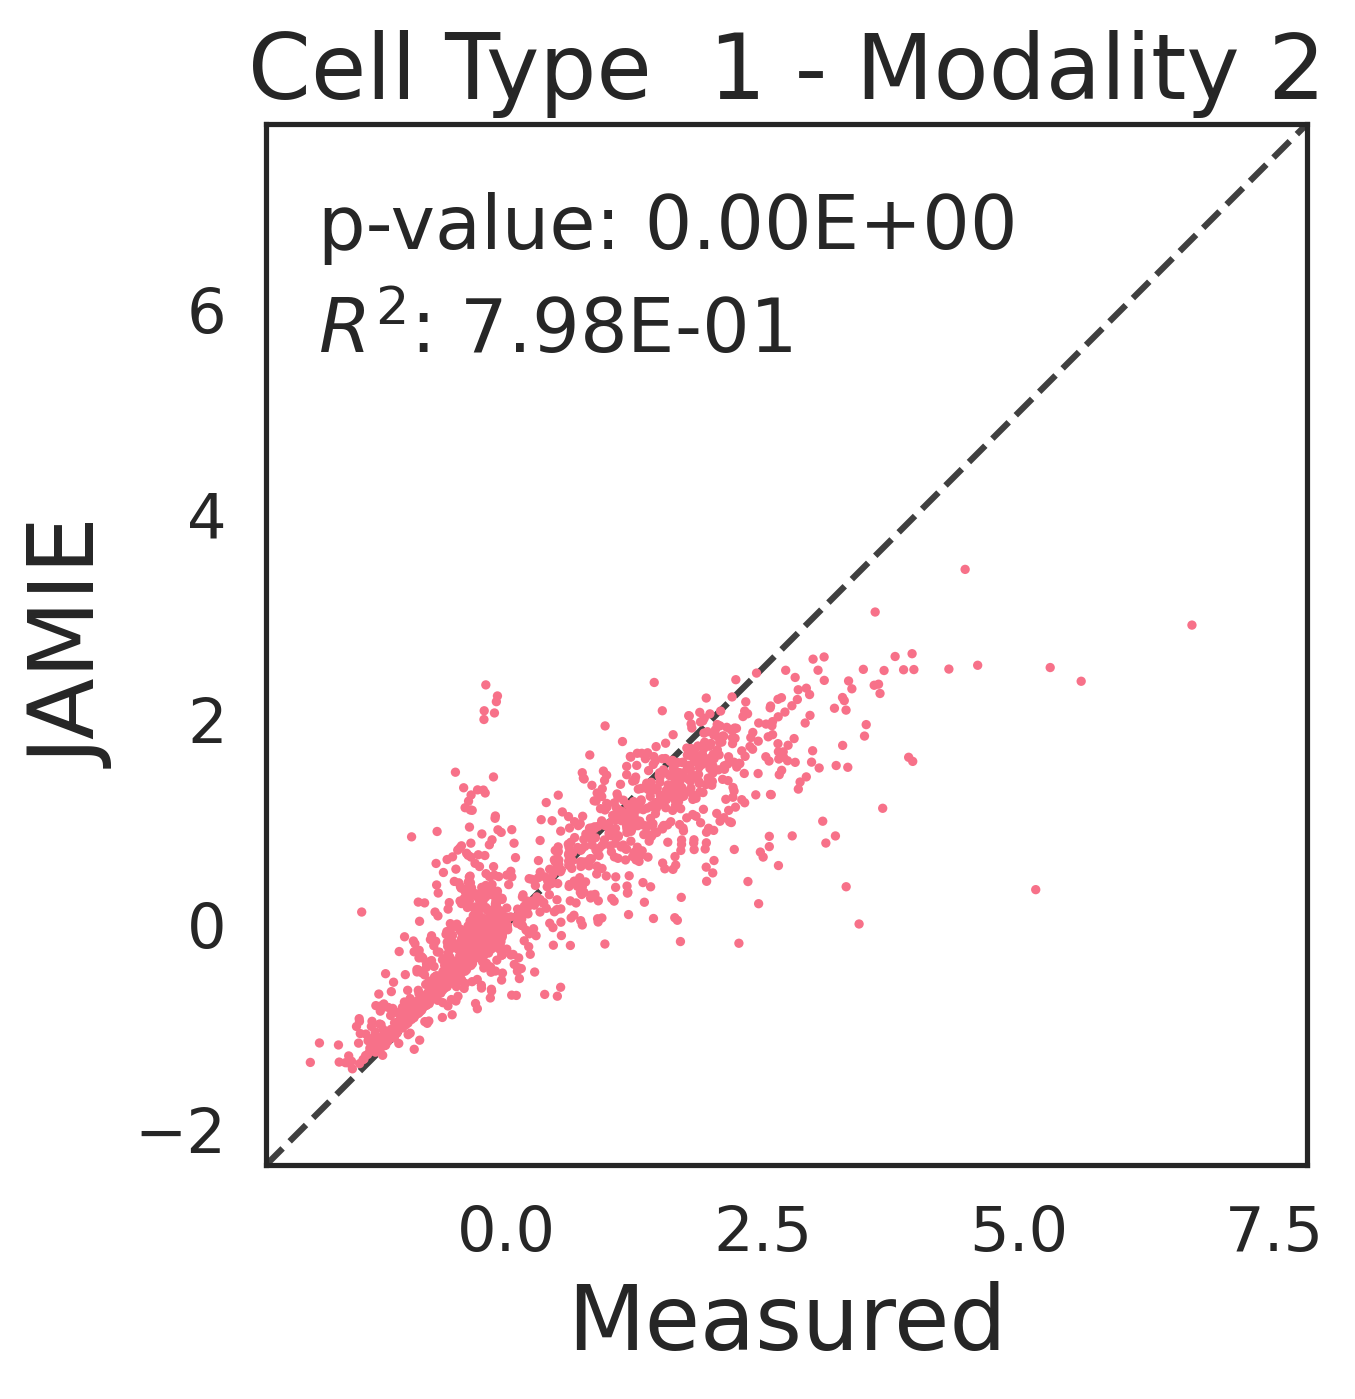 Cell Type  1 - Modality 2
p-value: 0.00E+00
R²: 7.98E-01
6
4
2
0
−2
JAMIE
0.0 2.5 5.0 7.5
Measured